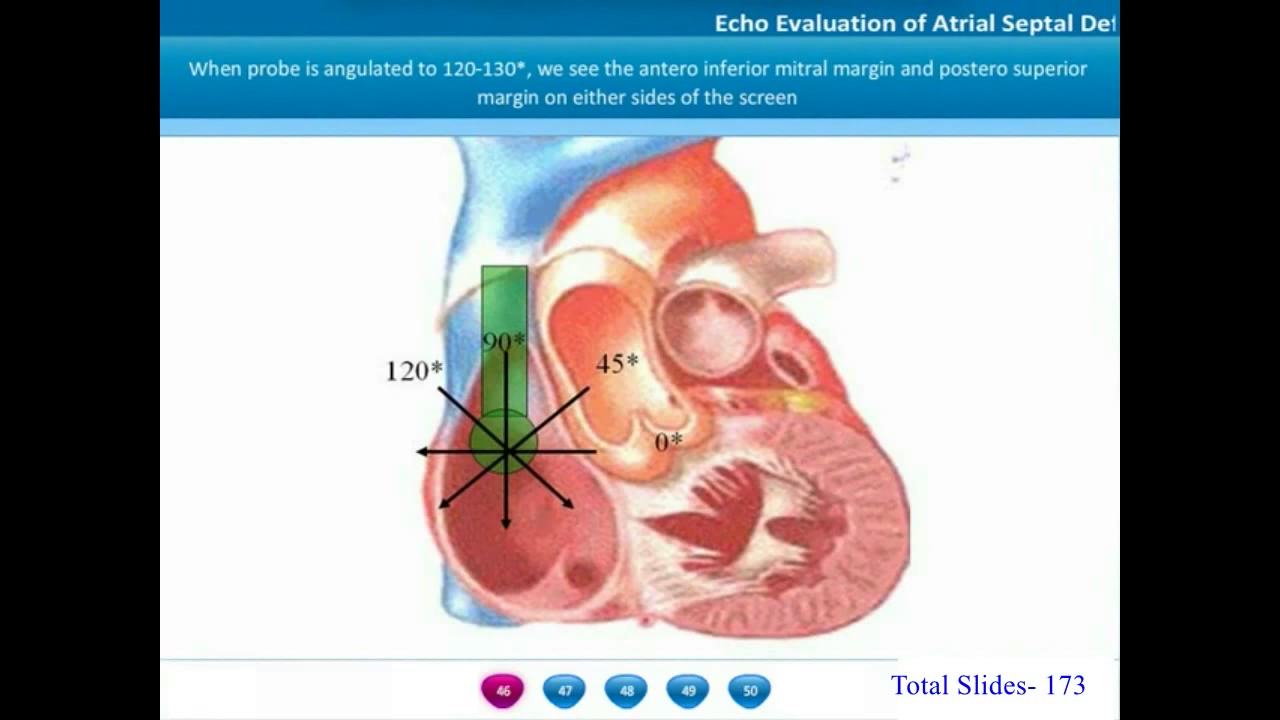 Echo Evaluation of Atrial Septal Def
When probe is angulated to 120-130*, we see the antero inferior mitral margin and postero superior
margin on either sides of the screen
90*
45*
120*
0*
46 47 48 49 50
Total Slides- 173